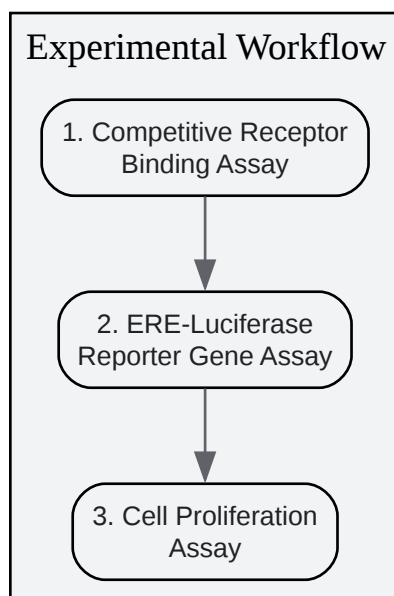 Experimental Workflow
1. Competitive Receptor
Binding Assay
2. ERE-Luciferase
Reporter Gene Assay
3. Cell Proliferation
Assay